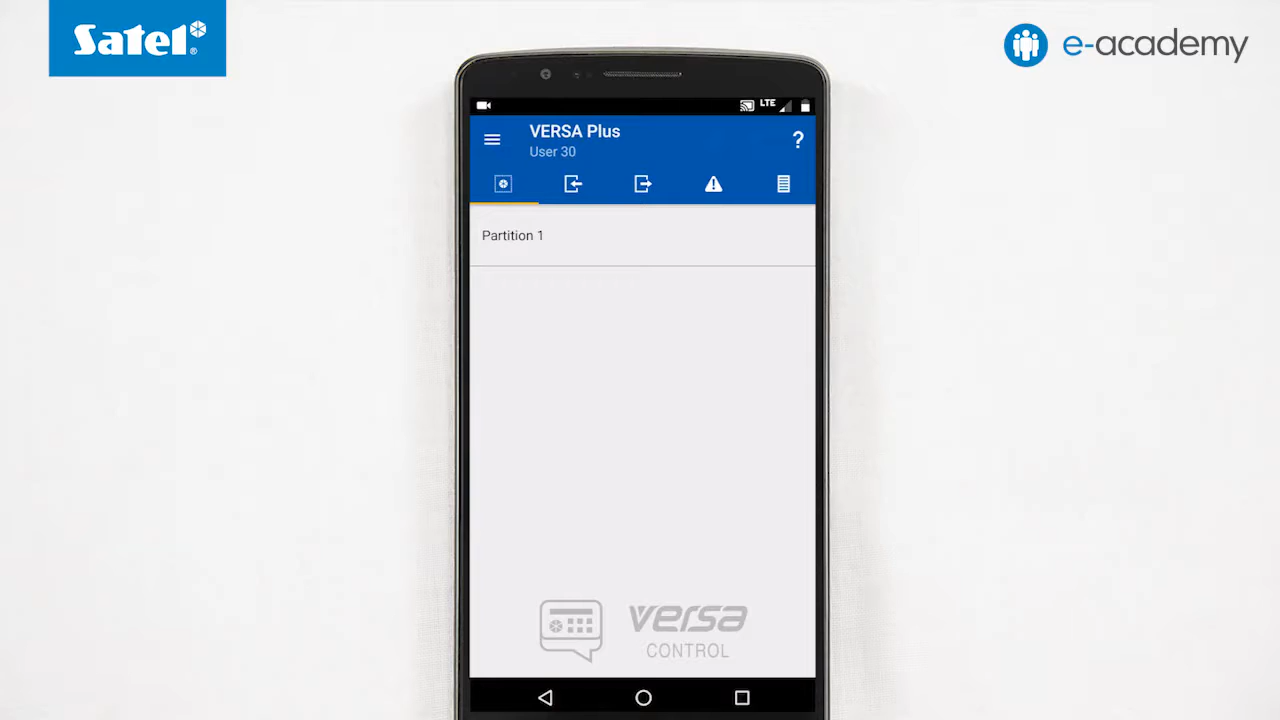 Satel®
e-academy
LTE
VERSA Plus
?
User 30
Partition 1
versa
CONTROL